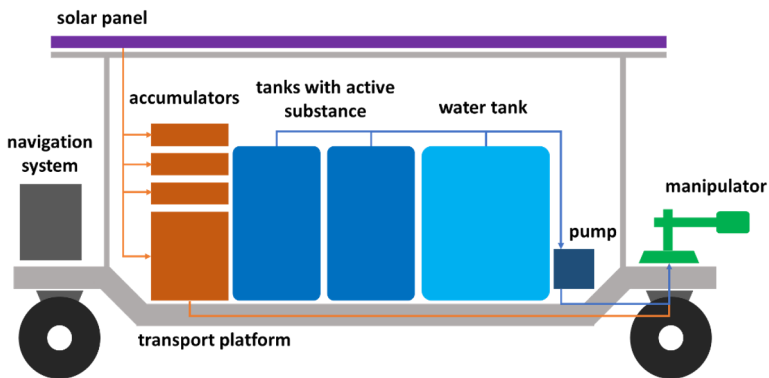 solar panel
accumulators
tanks with active
substance
water tank
navigation
system
manipulator
pump
transport platform